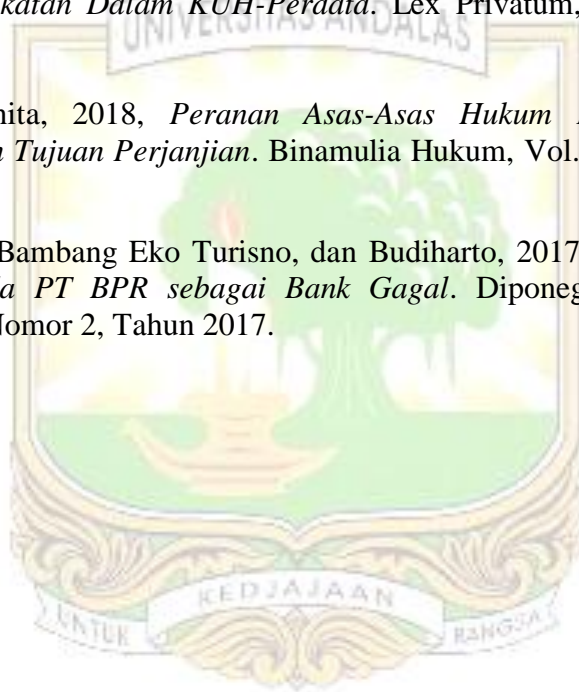 katan Dalam KUH-Perdata. Lex Privatum,
UNIVERSITAS ANDALAS
nita, 2018, Peranan Asas-Asas Hukum
Tujuan Perjanjian. Binamulia Hukum, Vol.
Bambang Eko Turisno, dan Budiharto, 2017
a PT BPR sebagai Bank Gagal. Diponeg
Nomor 2, Tahun 2017.
KEDJAJAAN
UNTUK
BANGSA